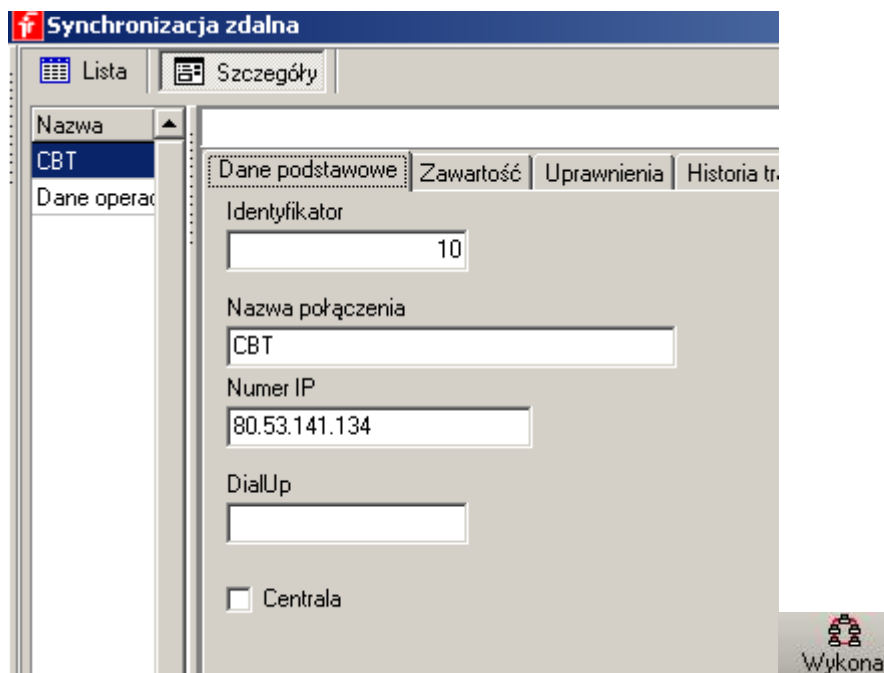 Synchronizacja zdalna
Lista Szczegóły
Nazwa
CBT
Dane operac
Dane podstawowe Zawartość Uprawnienia Historia tra
Identyfikator
10
Nazwa połączenia
CBT
Numer IP
80.53.141.134
DialUp
Centrala
Wykona